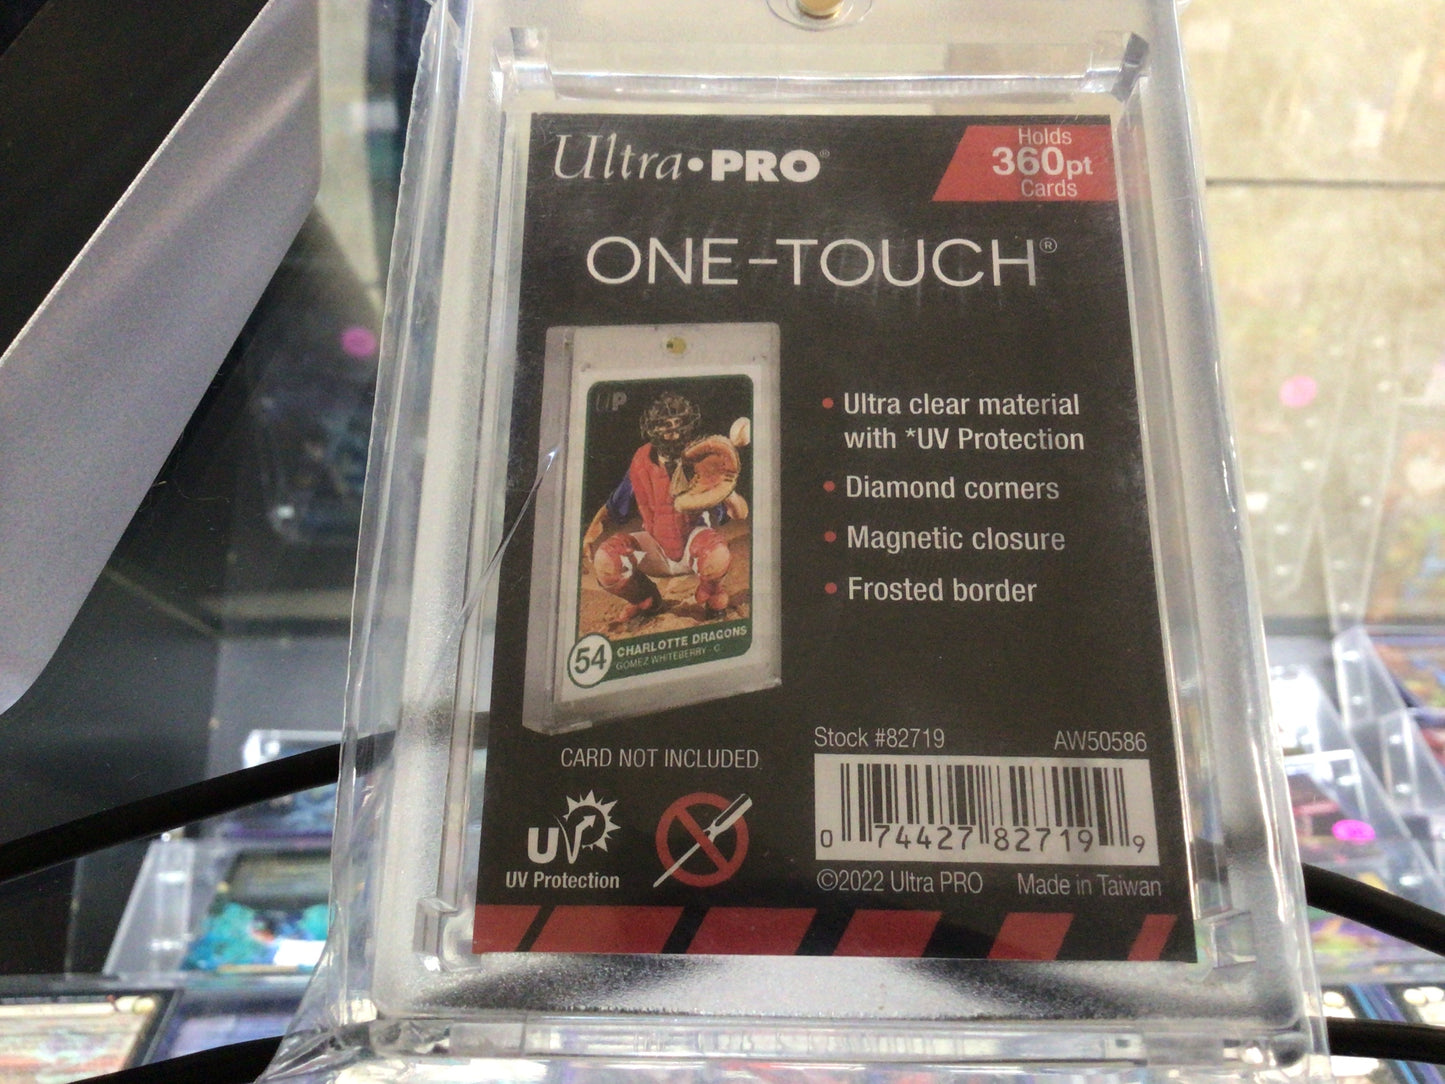 Ultra•PRO®
Holds
360pt
Cards
ONE-TOUCH®
UP
• Ultra clear material
with *UV Protection
• Diamond corners
• Magnetic closure
• Frosted border
54
CHARLOTTE DRAGONS
GOMEZ WHITEBERRY - C
CARD NOT INCLUDED
Stock #82719
AW50586
UV
UV Protection
0 74427 82719 9
©2022 Ultra PRO
Made in Taiwan